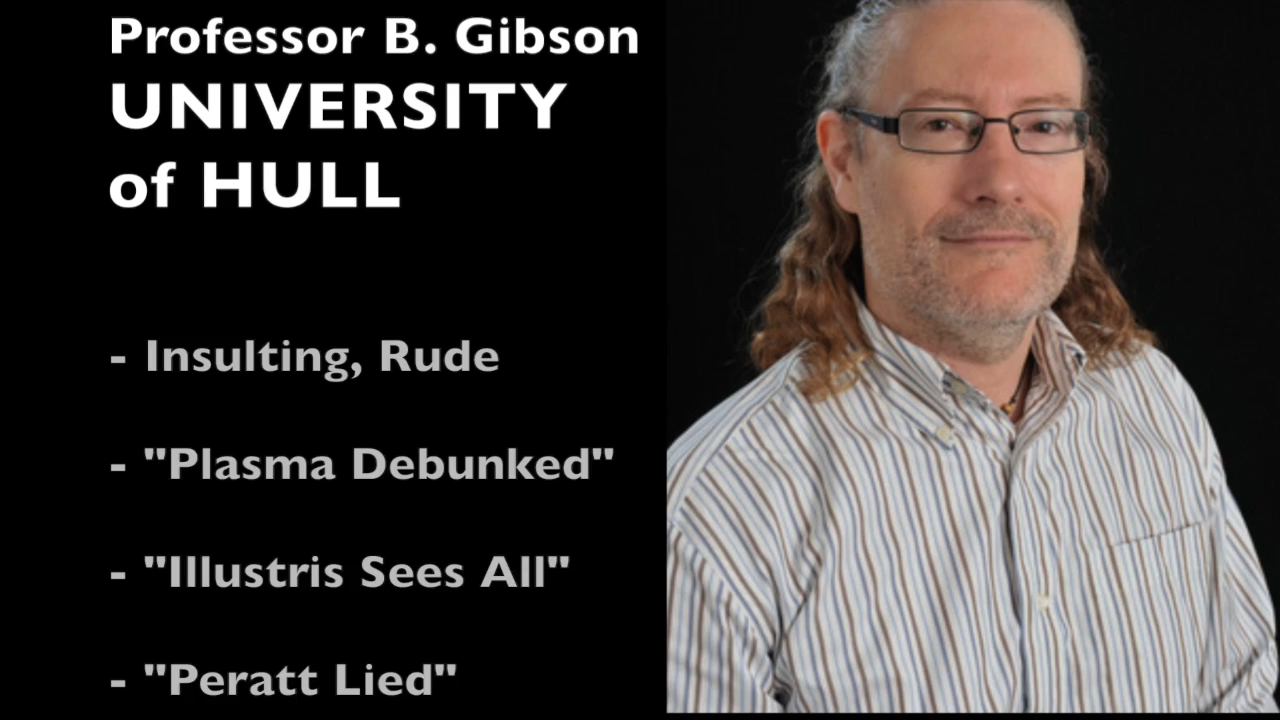 Professor B. Gibson
UNIVERSITY
of HULL
- Insulting, Rude
- "Plasma Debunked"
- "Illustris Sees All"
- "Peratt Lied"